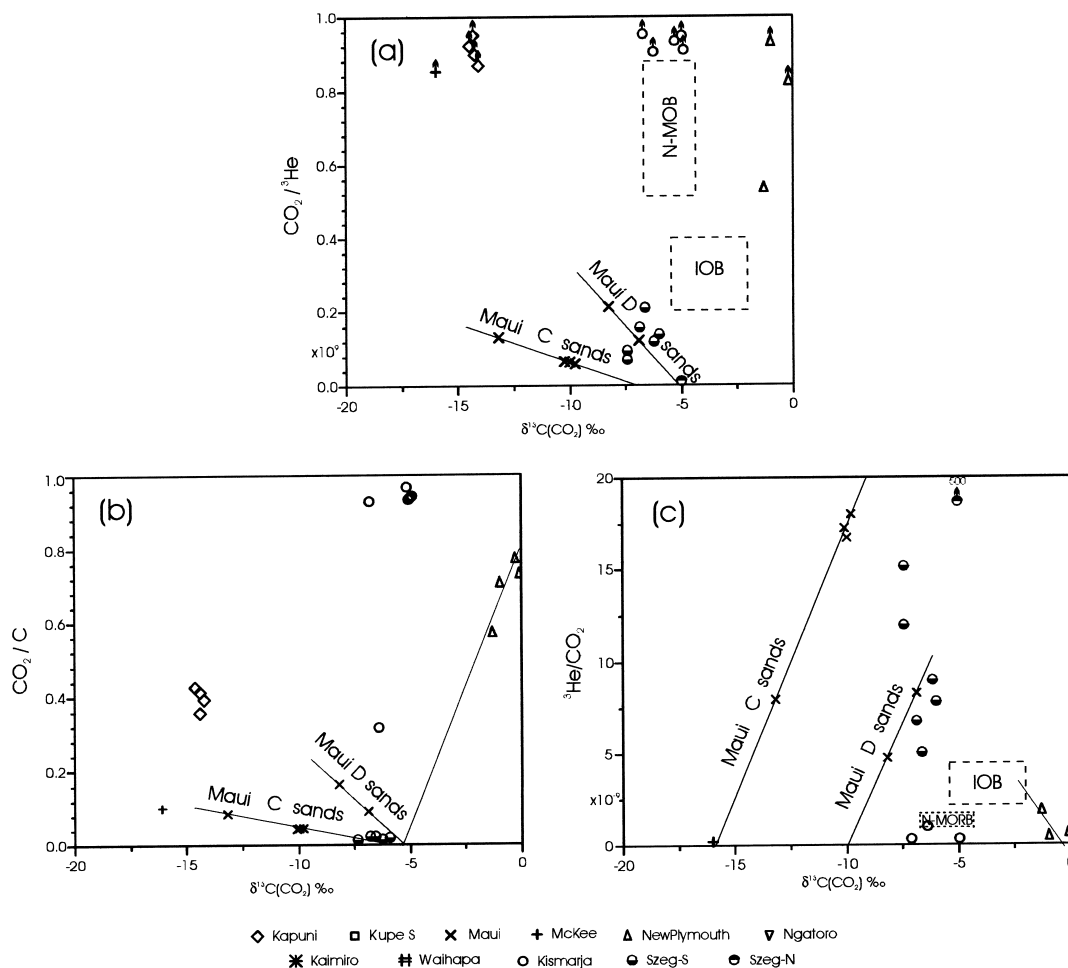 (a)
1.0
0.8
0.6
0.4
0.2
x10⁹
0.0
CO₂ / ³He
N-MOB
IOB
Maui D sands
Maui C sands
-20 -15 -10 -5 0
δ¹³C(CO₂) ‰
(b)
1.0
0.8
0.6
0.4
0.2
0.0
CO₂ / C
Maui D sands
Maui C sands
-20 -15 -10 -5 0
δ¹³C(CO₂) ‰
(c)
20
15
10
5
x10⁻⁹
0
³He/CO₂
Maui C sands
Maui D sands
IOB
N-MORB
-20 -15 -10 -5 0
δ¹³C(CO₂) ‰
Kapuni Kupe S Maui McKee NewPlymouth Ngatoro
Kaimiro Waihapa Kismarja Szeg-S Szeg-N